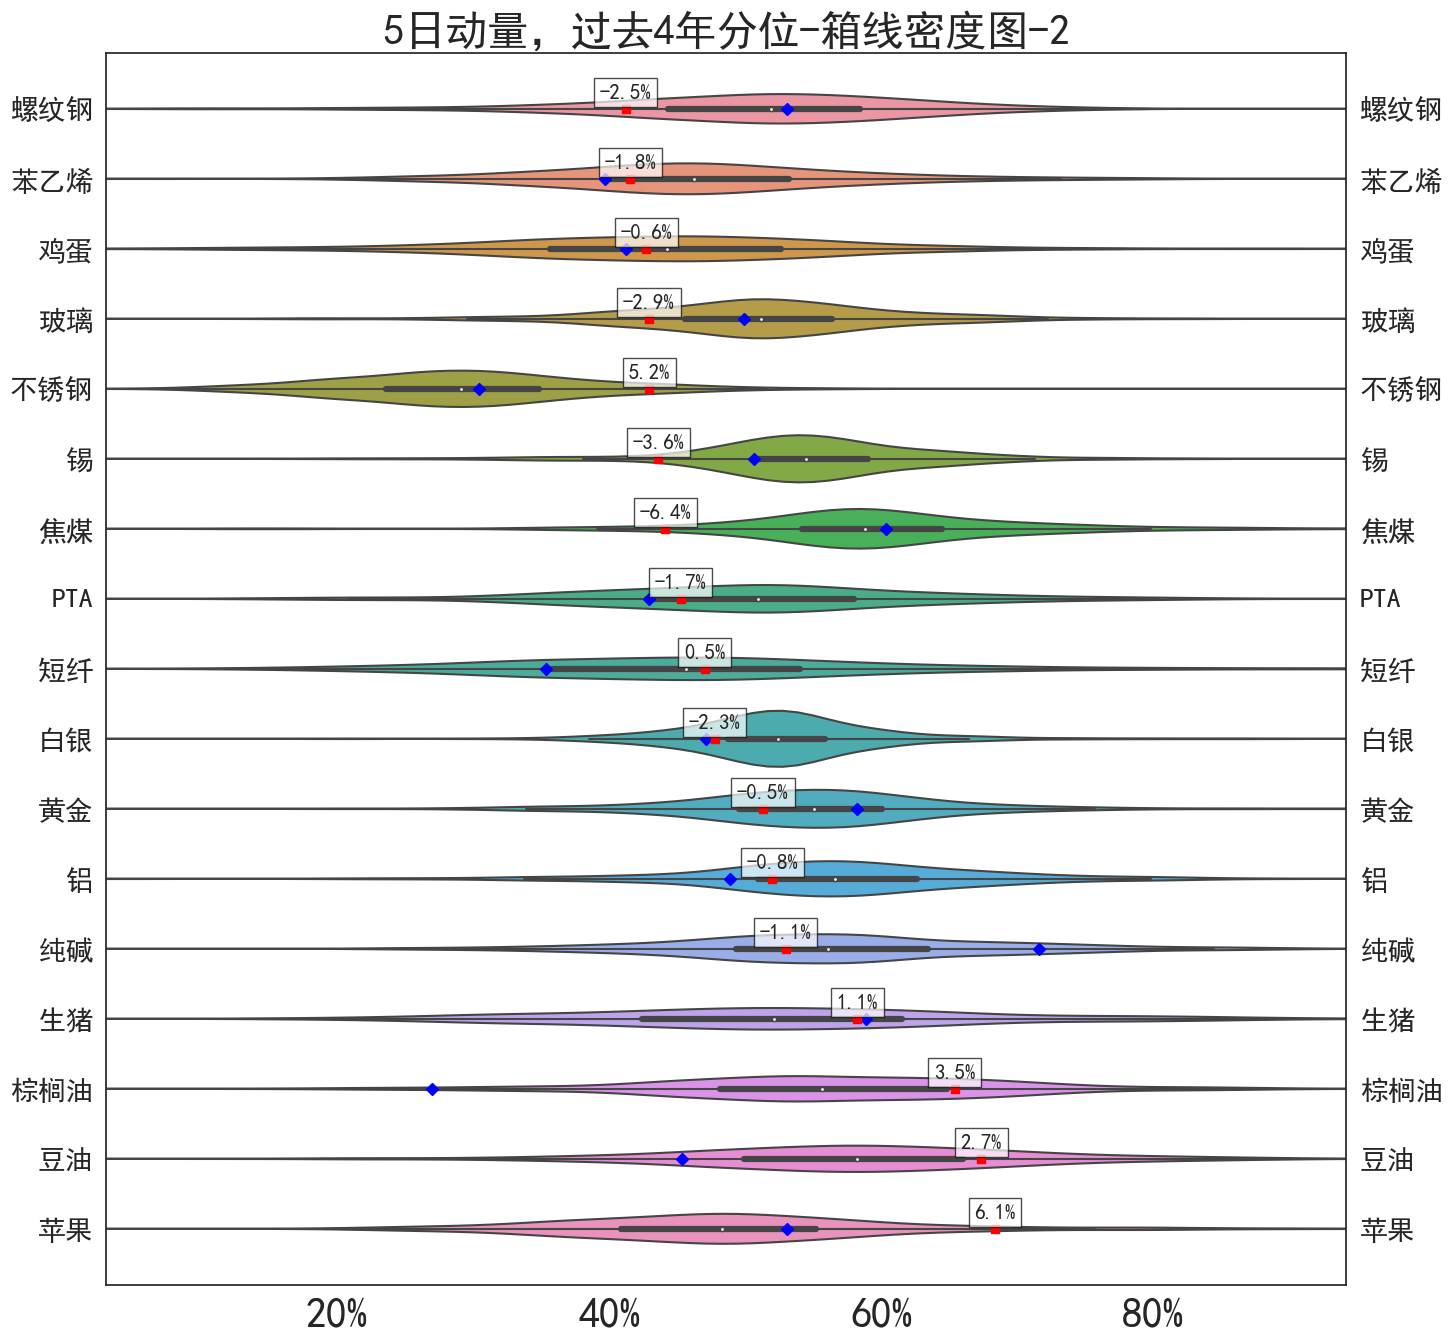 5日动量，过去4年分位-箱线密度图-2
螺纹钢 -2.5% 螺纹钢
苯乙烯 -1.8% 苯乙烯
鸡蛋 -0.6% 鸡蛋
玻璃 -2.9% 玻璃
不锈钢 5.2% 不锈钢
锡 -3.6% 锡
焦煤 -6.4% 焦煤
PTA -1.7% PTA
短纤 0.5% 短纤
白银 -2.3% 白银
黄金 -0.5% 黄金
铝 -0.8% 铝
纯碱 -1.1% 纯碱
生猪 1.1% 生猪
棕榈油 3.5% 棕榈油
豆油 2.7% 豆油
苹果 6.1% 苹果
20% 40% 60% 80%